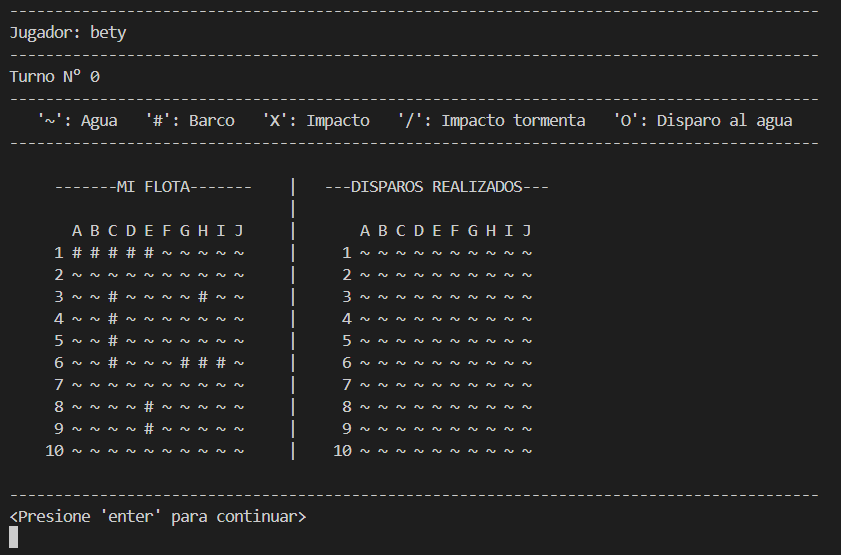 ------------------------------------------------------------------------------------------
Jugador: bety
------------------------------------------------------------------------------------------
Turno Nº 0
------------------------------------------------------------------------------------------
   '~': Agua   '#': Barco   'X': Impacto   '/': Impacto tormenta   'O': Disparo al agua
------------------------------------------------------------------------------------------
     -------MI FLOTA-------    |   ---DISPAROS REALIZADOS---
                               |
       A B C D E F G H I J     |       A B C D E F G H I J
     1 # # # # # ~ ~ ~ ~ ~     |     1 ~ ~ ~ ~ ~ ~ ~ ~ ~ ~
     2 ~ ~ ~ ~ ~ ~ ~ ~ ~ ~     |     2 ~ ~ ~ ~ ~ ~ ~ ~ ~ ~
     3 ~ ~ # ~ ~ ~ ~ # ~ ~     |     3 ~ ~ ~ ~ ~ ~ ~ ~ ~ ~
     4 ~ ~ # ~ ~ ~ ~ ~ ~ ~     |     4 ~ ~ ~ ~ ~ ~ ~ ~ ~ ~
     5 ~ ~ # ~ ~ ~ ~ ~ ~ ~     |     5 ~ ~ ~ ~ ~ ~ ~ ~ ~ ~
     6 ~ ~ # ~ ~ ~ # # # ~     |     6 ~ ~ ~ ~ ~ ~ ~ ~ ~ ~
     7 ~ ~ ~ ~ ~ ~ ~ ~ ~ ~     |     7 ~ ~ ~ ~ ~ ~ ~ ~ ~ ~
     8 ~ ~ ~ ~ # ~ ~ ~ ~ ~     |     8 ~ ~ ~ ~ ~ ~ ~ ~ ~ ~
     9 ~ ~ ~ ~ # ~ ~ ~ ~ ~     |     9 ~ ~ ~ ~ ~ ~ ~ ~ ~ ~
    10 ~ ~ ~ ~ ~ ~ ~ ~ ~ ~     |    10 ~ ~ ~ ~ ~ ~ ~ ~ ~ ~
------------------------------------------------------------------------------------------
<Presione 'enter' para continuar>